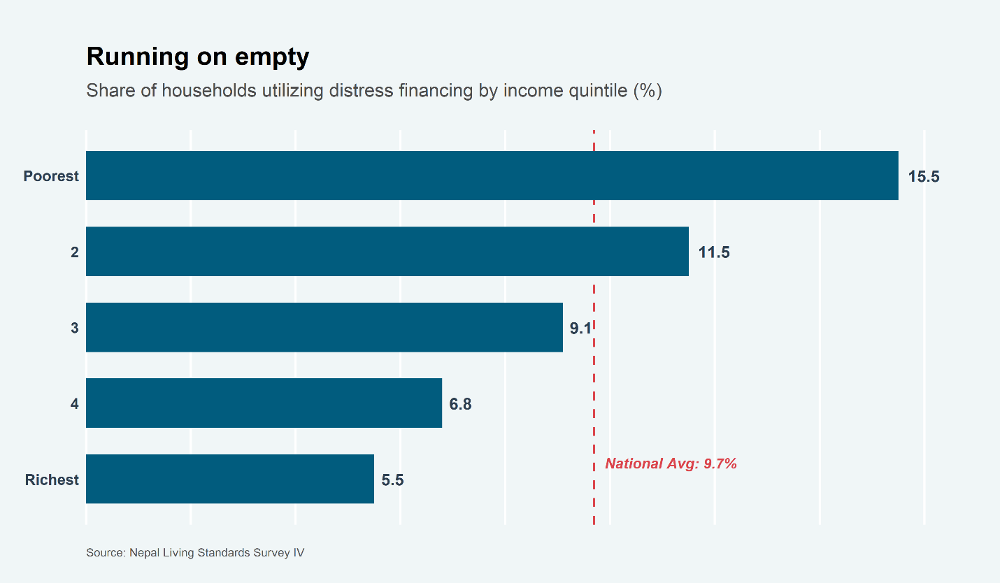 Running on empty
Share of households utilizing distress financing by income quintile (%)
Poorest 15.5
2 11.5
3 9.1
4 6.8
National Avg: 9.7%
Richest 5.5
Source: Nepal Living Standards Survey IV